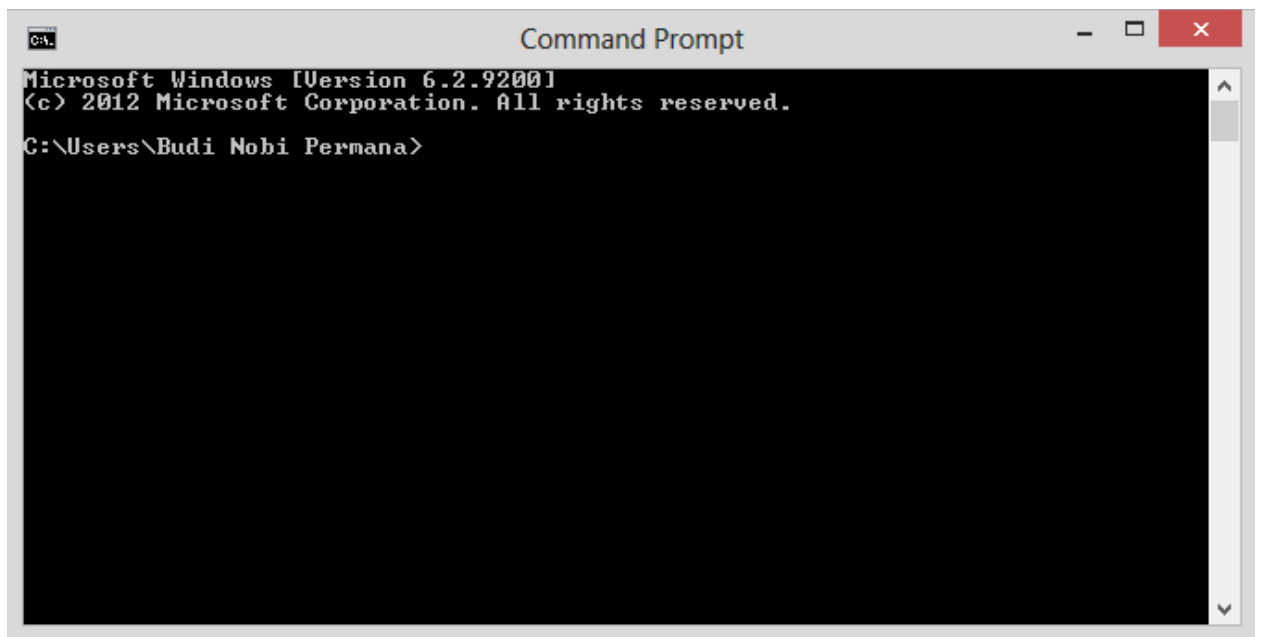 C:\.
Command Prompt
Microsoft Windows [Version 6.2.9200]
(c) 2012 Microsoft Corporation. All rights reserved.
C:\Users\Budi Nobi Permana>